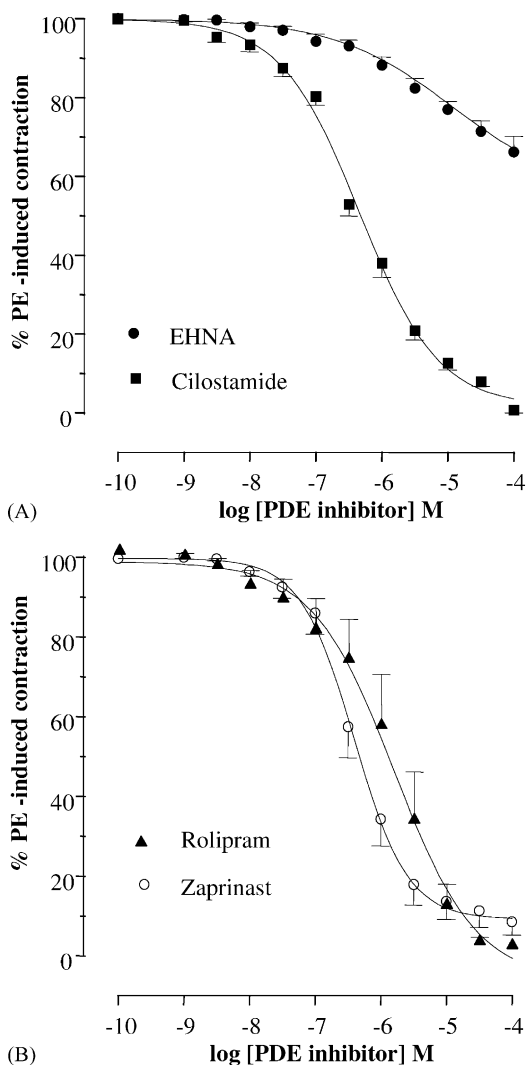 100
80
% PE -induced contraction
20
0
EHNA
Cilostamide
-10 -9 -8 -7 -6 -5 -4
(A) log [PDE inhibitor] M
100
80
60
40
% PE -induced contraction
20
0
Rolipram
Zaprinast
-10 -9 -8 -7 -6 -5 -4
(B) log [PDE inhibitor] M